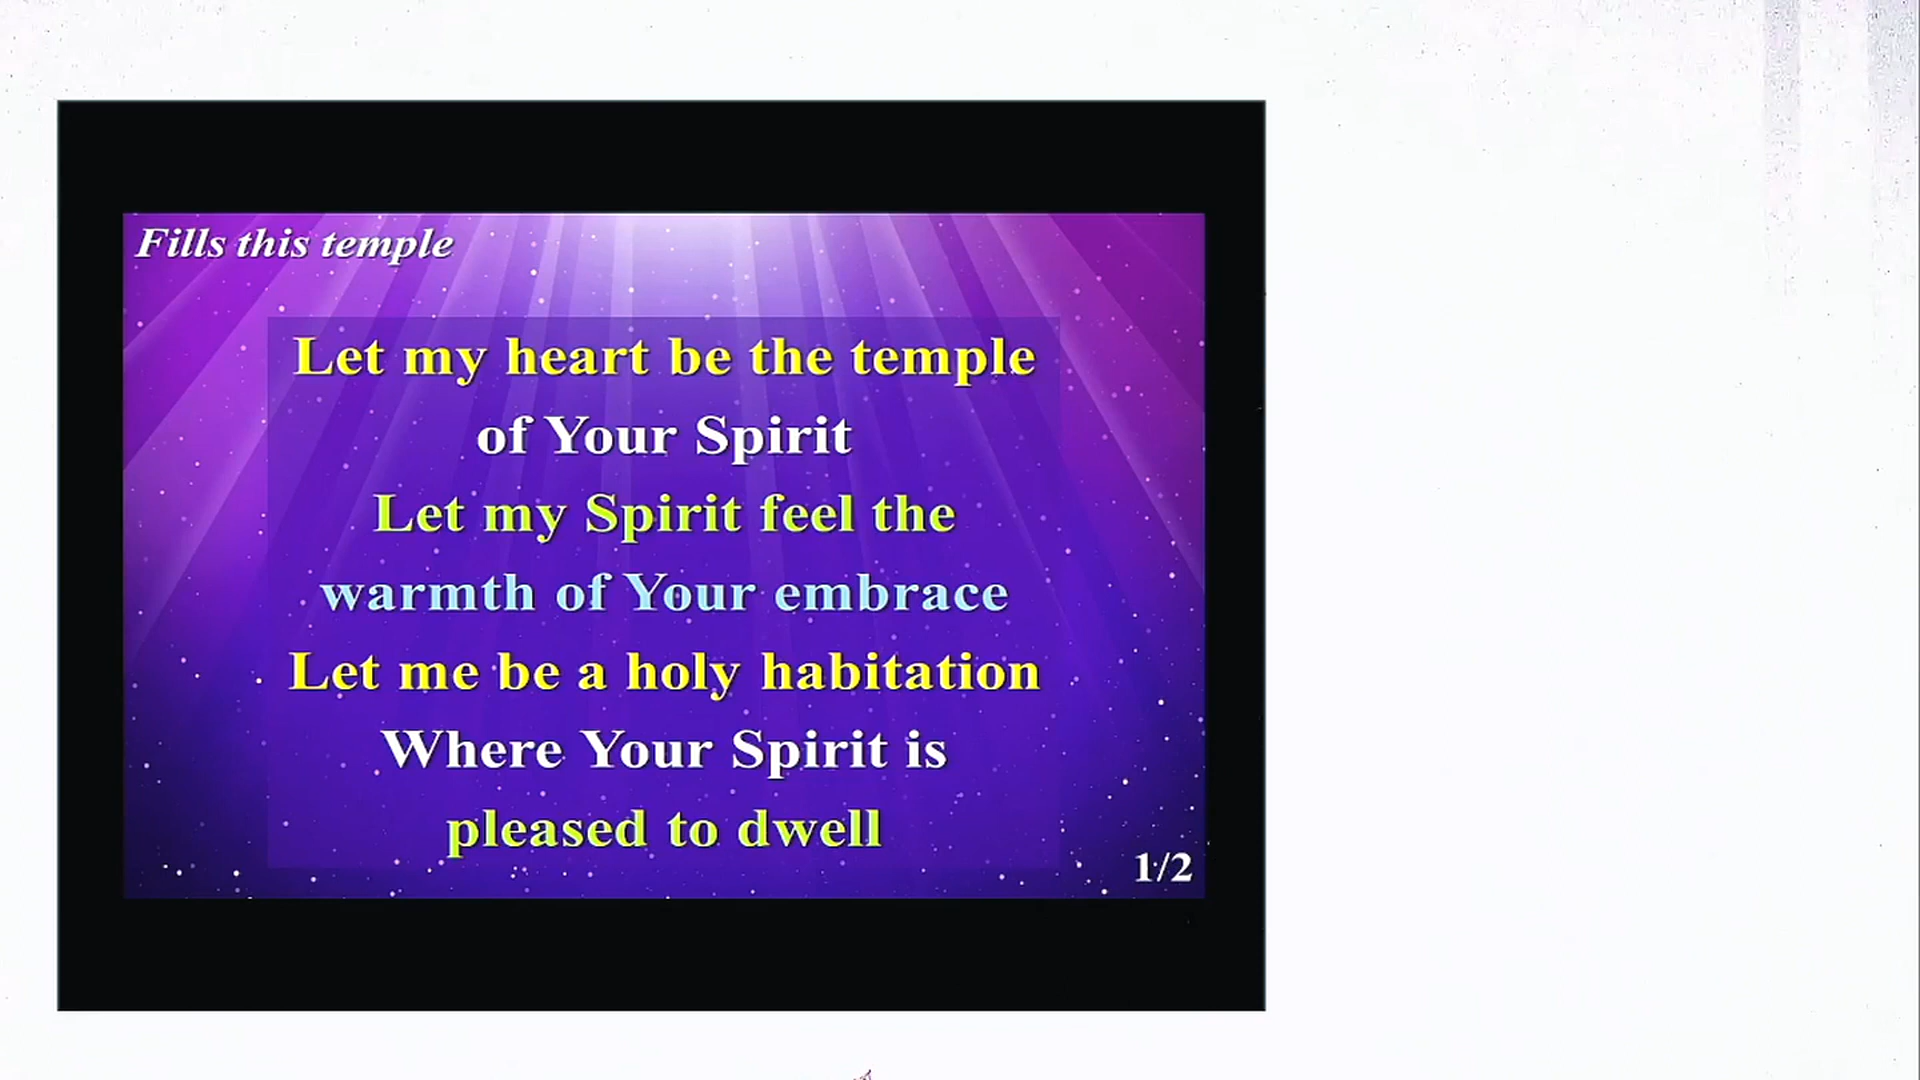 Fills this temple
Let my heart be the temple
of Your Spirit
Let my Spirit feel the
warmth of Your embrace
Let me be a holy habitation
Where Your Spirit is
pleased to dwell
1/2